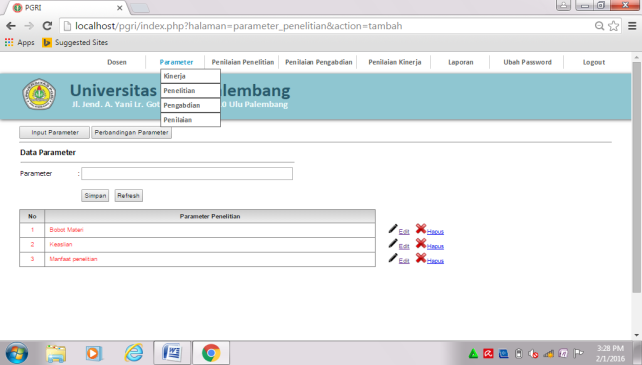 PGRI
localhost/pgri/index.php?halaman=parameter_penelitian&action=tambah
Apps Suggested Sites
Dosen Parameter Penilaian Penelitian Penilaian Pengabdian Penilaian Kinerja Laporan Ubah Password Logout
Kinerja
Penelitian
Pengabdian
Penilaian
Universitas lembang
Jl. Jend. A. Yani Lr. Got 0 Ulu Palembang
Input Parameter Perbandingan Parameter
Data Parameter
Parameter :
Simpan Refresh
No Parameter Penelitian
1 Bobot Materi Edit Hapus
2 Keaslian Edit Hapus
3 Manfaat penelitian Edit Hapus
3:28 PM
2/1/2016